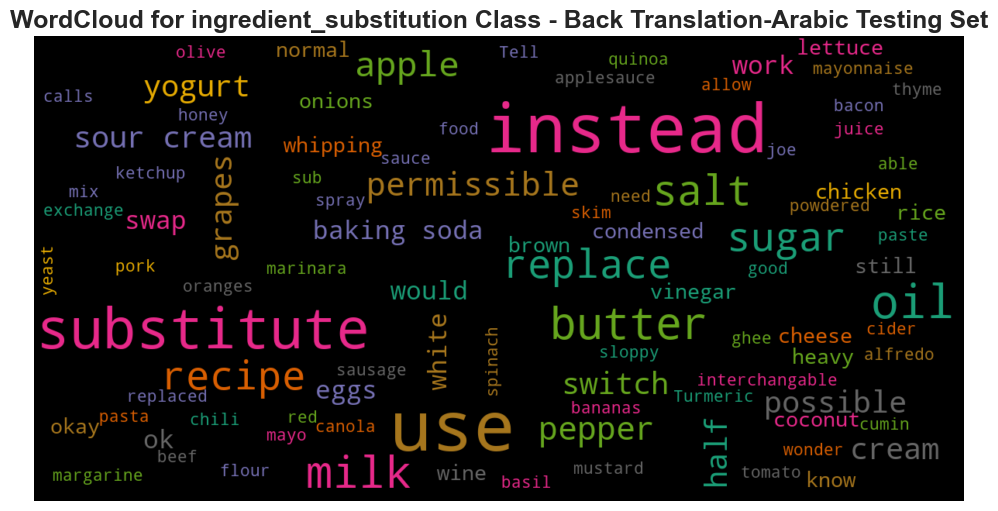 WordCloud for ingredient_substitution Class - Back Translation-Arabic Testing Set
olive
normal
Tell
quinoa
lettuce
apple
work
mayonnaise
applesauce
yogurt
allow
thyme
calls
onions
bacon
honey
instead
food
juice
sour cream
whipping
joe
sauce
able
ketchup
sub
permissible
need
salt
chicken
mix
spray
powdered
exchange
swap
grapes
skim
rice
baking soda
condensed
sugar
paste
brown
replace
yeast
pork
marinara
good
still
oranges
would
vinegar
oil
substitute
white
butter
ghee
cheese
cider
spinach
sloppy
heavy
alfredo
recipe
sausage
switch
interchangable
replaced
eggs
Turmeric
possible
pasta
chili
red
bananas
coconut
okay
mayo
canola
use
pepper
cumin
ok
half
wonder
cream
beef
margarine
flour
milk
wine
mustard
tomato
know
basil